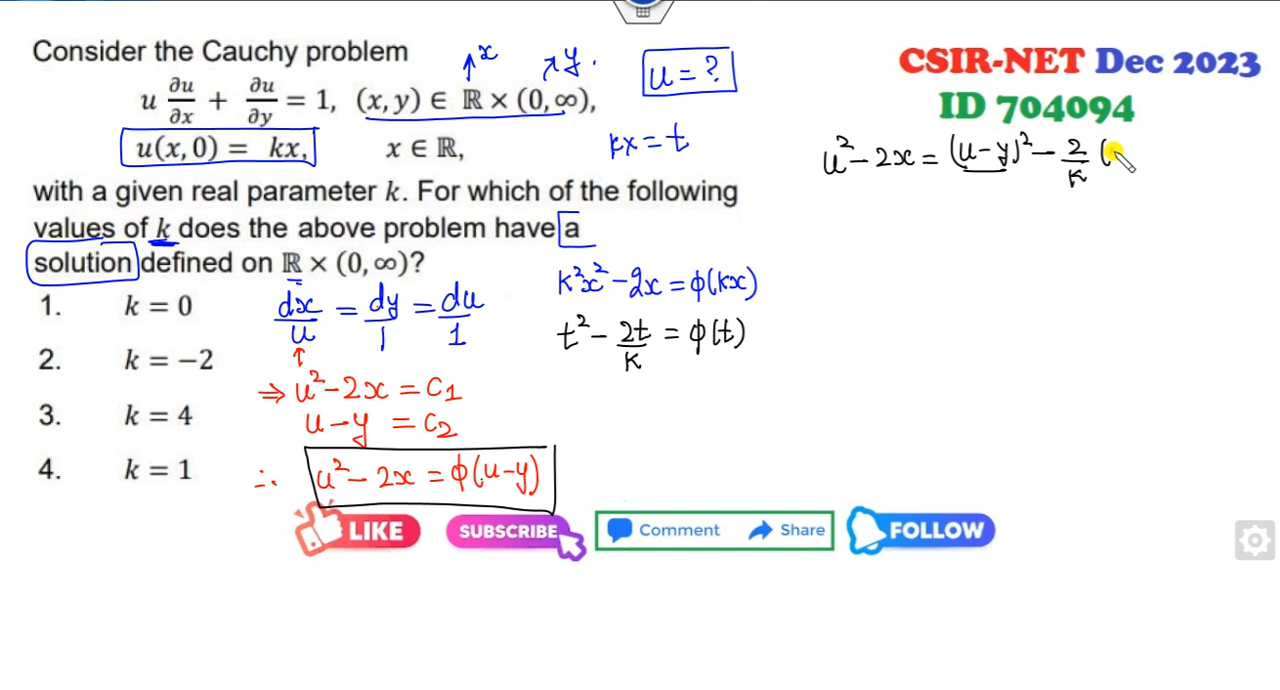 Consider the Cauchy problem
↑x ↗y.
u ∂u/∂x + ∂u/∂y = 1, (x, y) ∈ ℝ × (0, ∞),
u = ?
u(x, 0) = kx, x ∈ ℝ,
kx = t
with a given real parameter k. For which of the following
values of k does the above problem have a
solution defined on ℝ × (0, ∞)?
1. k = 0
2. k = −2
3. k = 4
4. k = 1
dx/u = dy/1 = du/1
⇒ u² − 2x = c₁
u − y = c₂
∴ u² − 2x = φ(u − y)
k²x² − 2x = φ(kx)
t² − 2t/k = φ(t)
CSIR-NET Dec 2023
ID 704094
u² − 2x = (u − y)² − 2/k (
LIKE
SUBSCRIBE
Comment
Share
FOLLOW